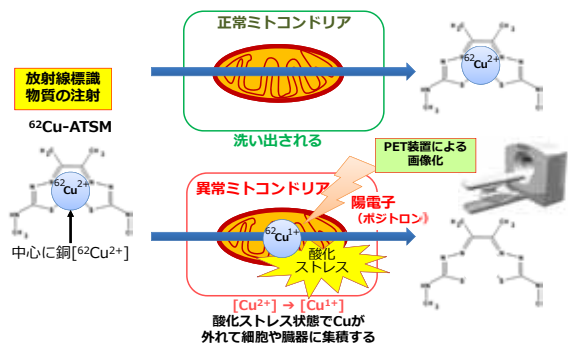 正常ミトコンドリア
放射線標識
物質の注射
⁶²Cu-ATSM
CH₃
H₃C
⁶²Cu²⁺
中心に銅[⁶²Cu²⁺]
⁶²Cu²⁺
洗い出される
PET装置による
画像化
異常ミトコンドリア
陽電子
(ポジトロン)
⁶²Cu¹⁺
酸化
ストレス
[Cu²⁺] → [Cu¹⁺]
酸化ストレス状態でCuが
外れて細胞や臓器に集積する